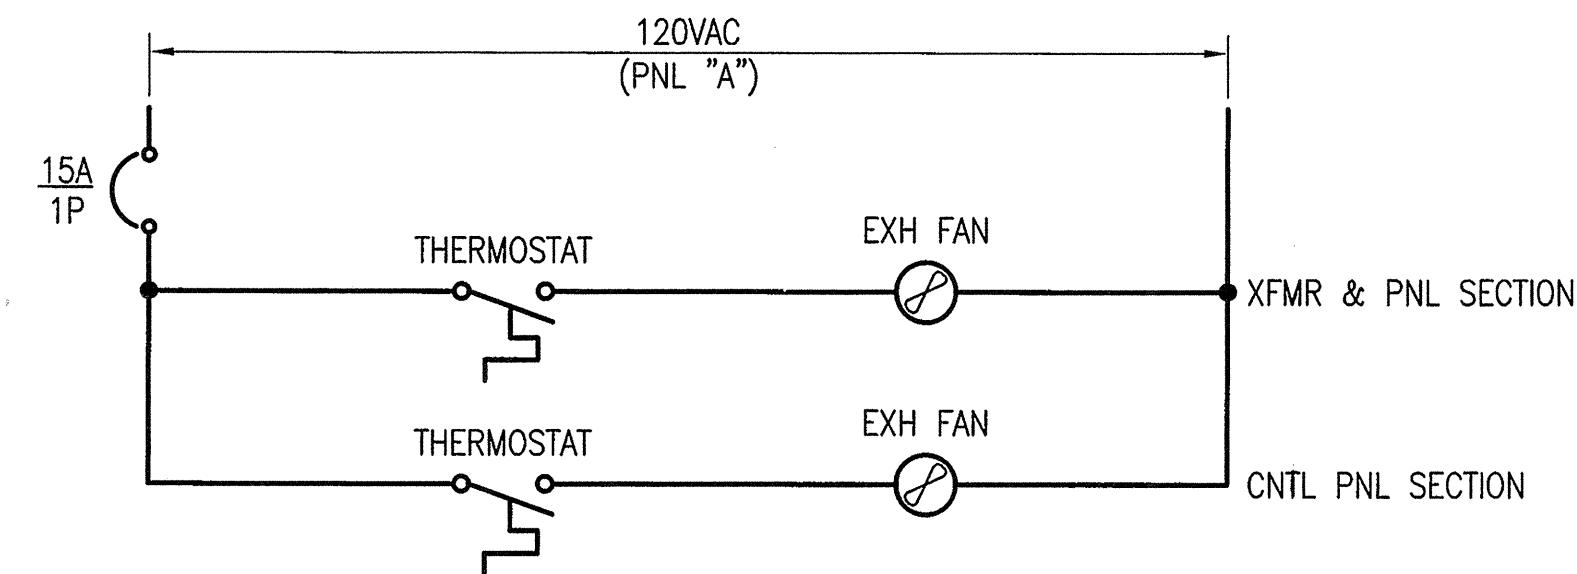 120VAC
(PNL "A")
15A
1P
THERMOSTAT
EXH FAN
XFMR & PNL SECTION
THERMOSTAT
EXH FAN
CNTL PNL SECTION